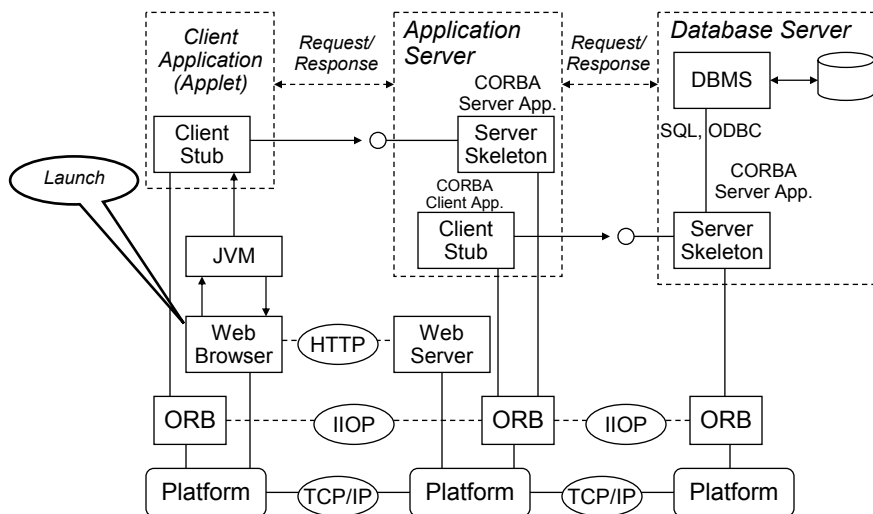 Client
Application
(Applet)
Request/
Response
Application
Server
Request/
Response
Database Server
DBMS
CORBA
Server App.
SQL, ODBC
Client
Stub
Server
Skeleton
Launch
CORBA
Client App.
CORBA
Server App.
Client
Stub
Server
Skeleton
JVM
Web
Browser
HTTP
Web
Server
ORB
IIOP
ORB
IIOP
ORB
Platform
TCP/IP
Platform
TCP/IP
Platform